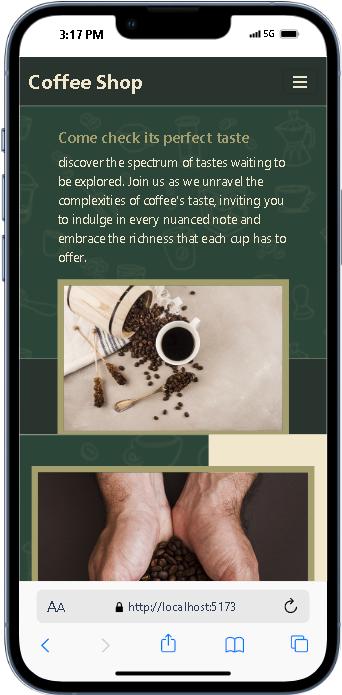 3:17 PM
5G
Coffee Shop
Come check its perfect taste
discover the spectrum of tastes waiting to
be explored. Join us as we unravel the
complexities of coffee's taste, inviting you
to indulge in every nuanced note and
embrace the richness that each cup has to
offer.
AA
http://localhost:5173